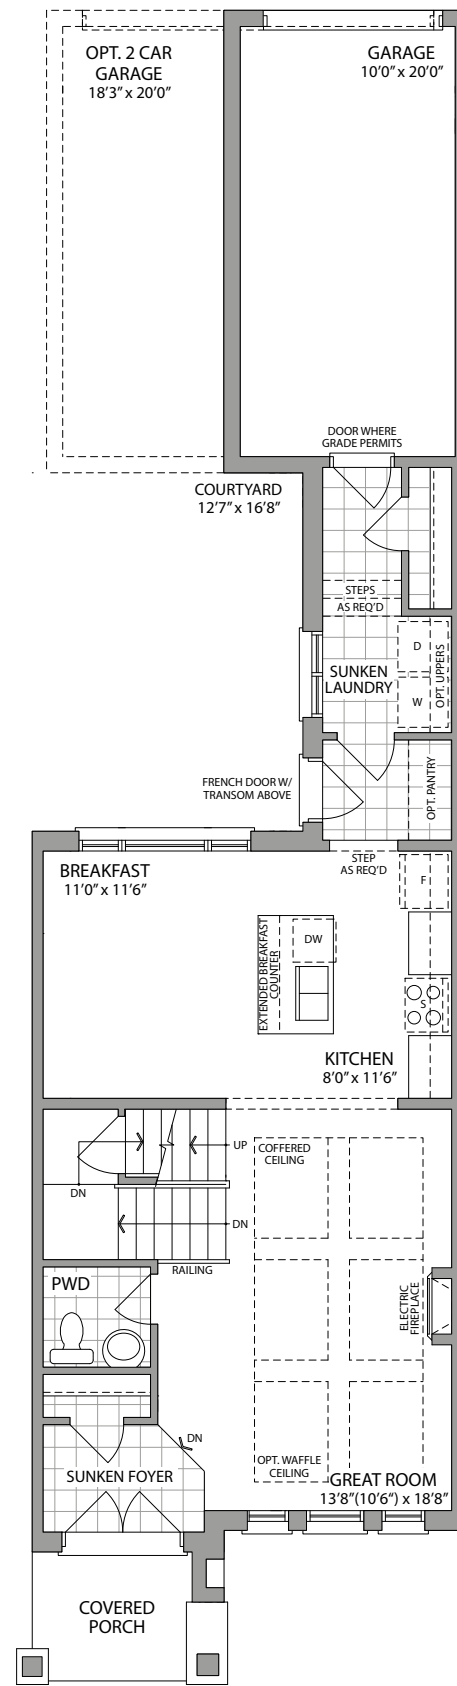 OPT. 2 CAR
GARAGE
18'3" x 20'0"
GARAGE
10'0" x 20'0"
DOOR WHERE
GRADE PERMITS
COURTYARD
12'7" x 16'8"
STEPS
AS REQ'D
D
SUNKEN
LAUNDRY
W
OPT. UPPERS
FRENCH DOOR W/
TRANSOM ABOVE
OPT. PANTRY
STEP
AS REQ'D
BREAKFAST
11'0" x 11'6"
F
DW
EXTENDED BREAKFAST
COUNTER
S
KITCHEN
8'0" x 11'6"
UP
COFFERED
CEILING
DN
DN
RAILING
PWD
ELECTRIC
FIREPLACE
DN
OPT. WAFFLE
CEILING
SUNKEN FOYER
GREAT ROOM
13'8"(10'6") x 18'8"
COVERED
PORCH